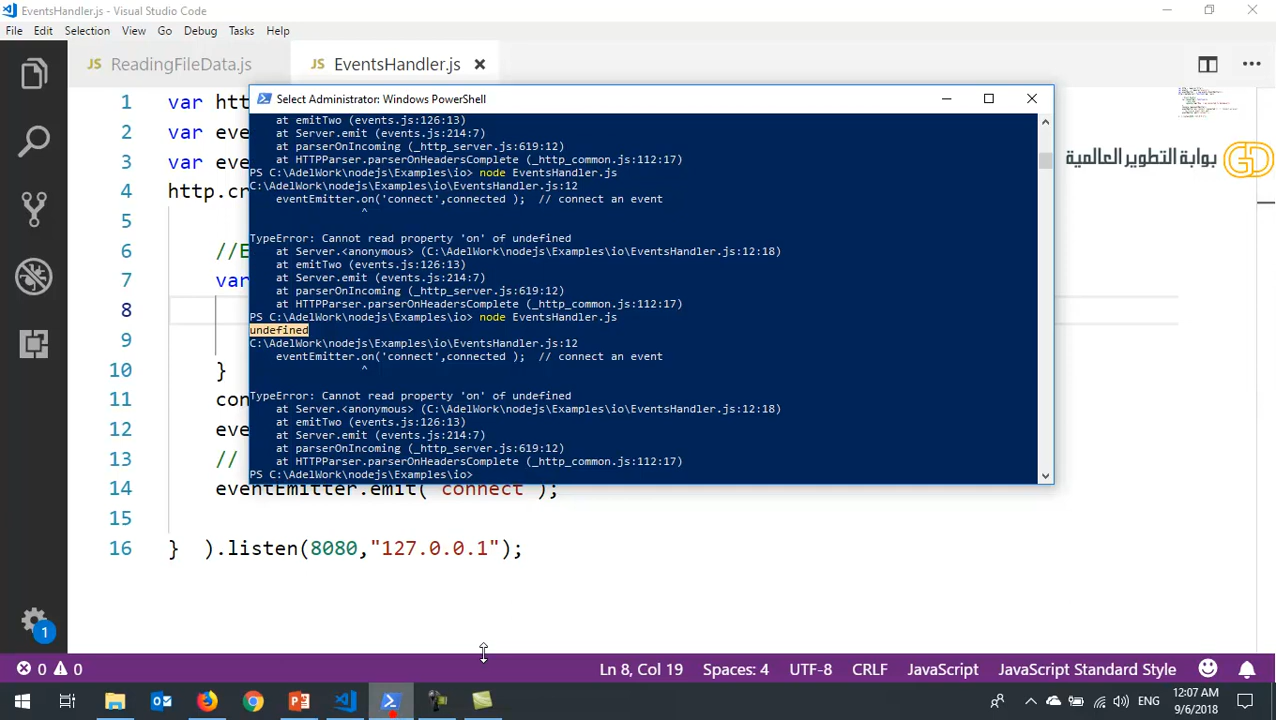 EventsHandler.js - Visual Studio Code
File Edit Selection View Go Debug Tasks Help
JS ReadingFileData.js JS EventsHandler.js
Select Administrator: Windows PowerShell
at emitTwo (events.js:126:13)
at Server.emit (events.js:214:7)
at parserOnIncoming (_http_server.js:619:12)
at HTTPParser.parserOnHeadersComplete (_http_common.js:112:17)
PS C:\AdelWork\nodejs\Examples\io> node EventsHandler.js
C:\AdelWork\nodejs\Examples\io\EventsHandler.js:12
eventEmitter.on('connect',connected ); // connect an event
^
TypeError: Cannot read property 'on' of undefined
at Server.<anonymous> (C:\AdelWork\nodejs\Examples\io\EventsHandler.js:12:18)
at emitTwo (events.js:126:13)
at Server.emit (events.js:214:7)
at parserOnIncoming (_http_server.js:619:12)
at HTTPParser.parserOnHeadersComplete (_http_common.js:112:17)
PS C:\AdelWork\nodejs\Examples\io> node EventsHandler.js
undefined
C:\AdelWork\nodejs\Examples\io\EventsHandler.js:12
eventEmitter.on('connect',connected ); // connect an event
^
TypeError: Cannot read property 'on' of undefined
at Server.<anonymous> (C:\AdelWork\nodejs\Examples\io\EventsHandler.js:12:18)
at emitTwo (events.js:126:13)
at Server.emit (events.js:214:7)
at parserOnIncoming (_http_server.js:619:12)
at HTTPParser.parserOnHeadersComplete (_http_common.js:112:17)
PS C:\AdelWork\nodejs\Examples\io>
بوابة التطوير العالمية GD
1 var htt
2 var eve
3 var eve
4 http.cr
5
6 //E
7 var
8
9
10 }
11 con
12 eve
13 //
14 eventEmitter.emit( connect );
15
16 } ).listen(8080,"127.0.0.1");
1
0 0 Ln 8, Col 19 Spaces: 4 UTF-8 CRLF JavaScript JavaScript Standard Style
ENG 12:07 AM
9/6/2018